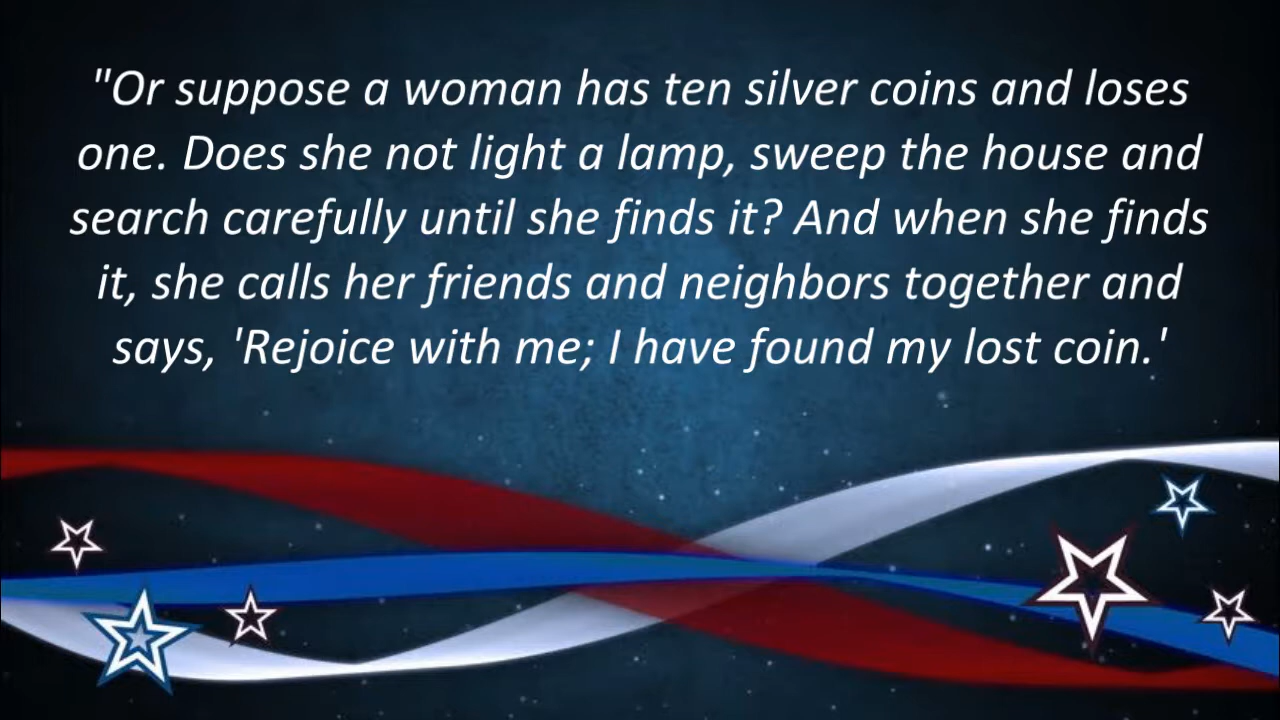 "Or suppose a woman has ten silver coins and loses
one. Does she not light a lamp, sweep the house and
search carefully until she finds it? And when she finds
it, she calls her friends and neighbors together and
says, 'Rejoice with me; I have found my lost coin.'